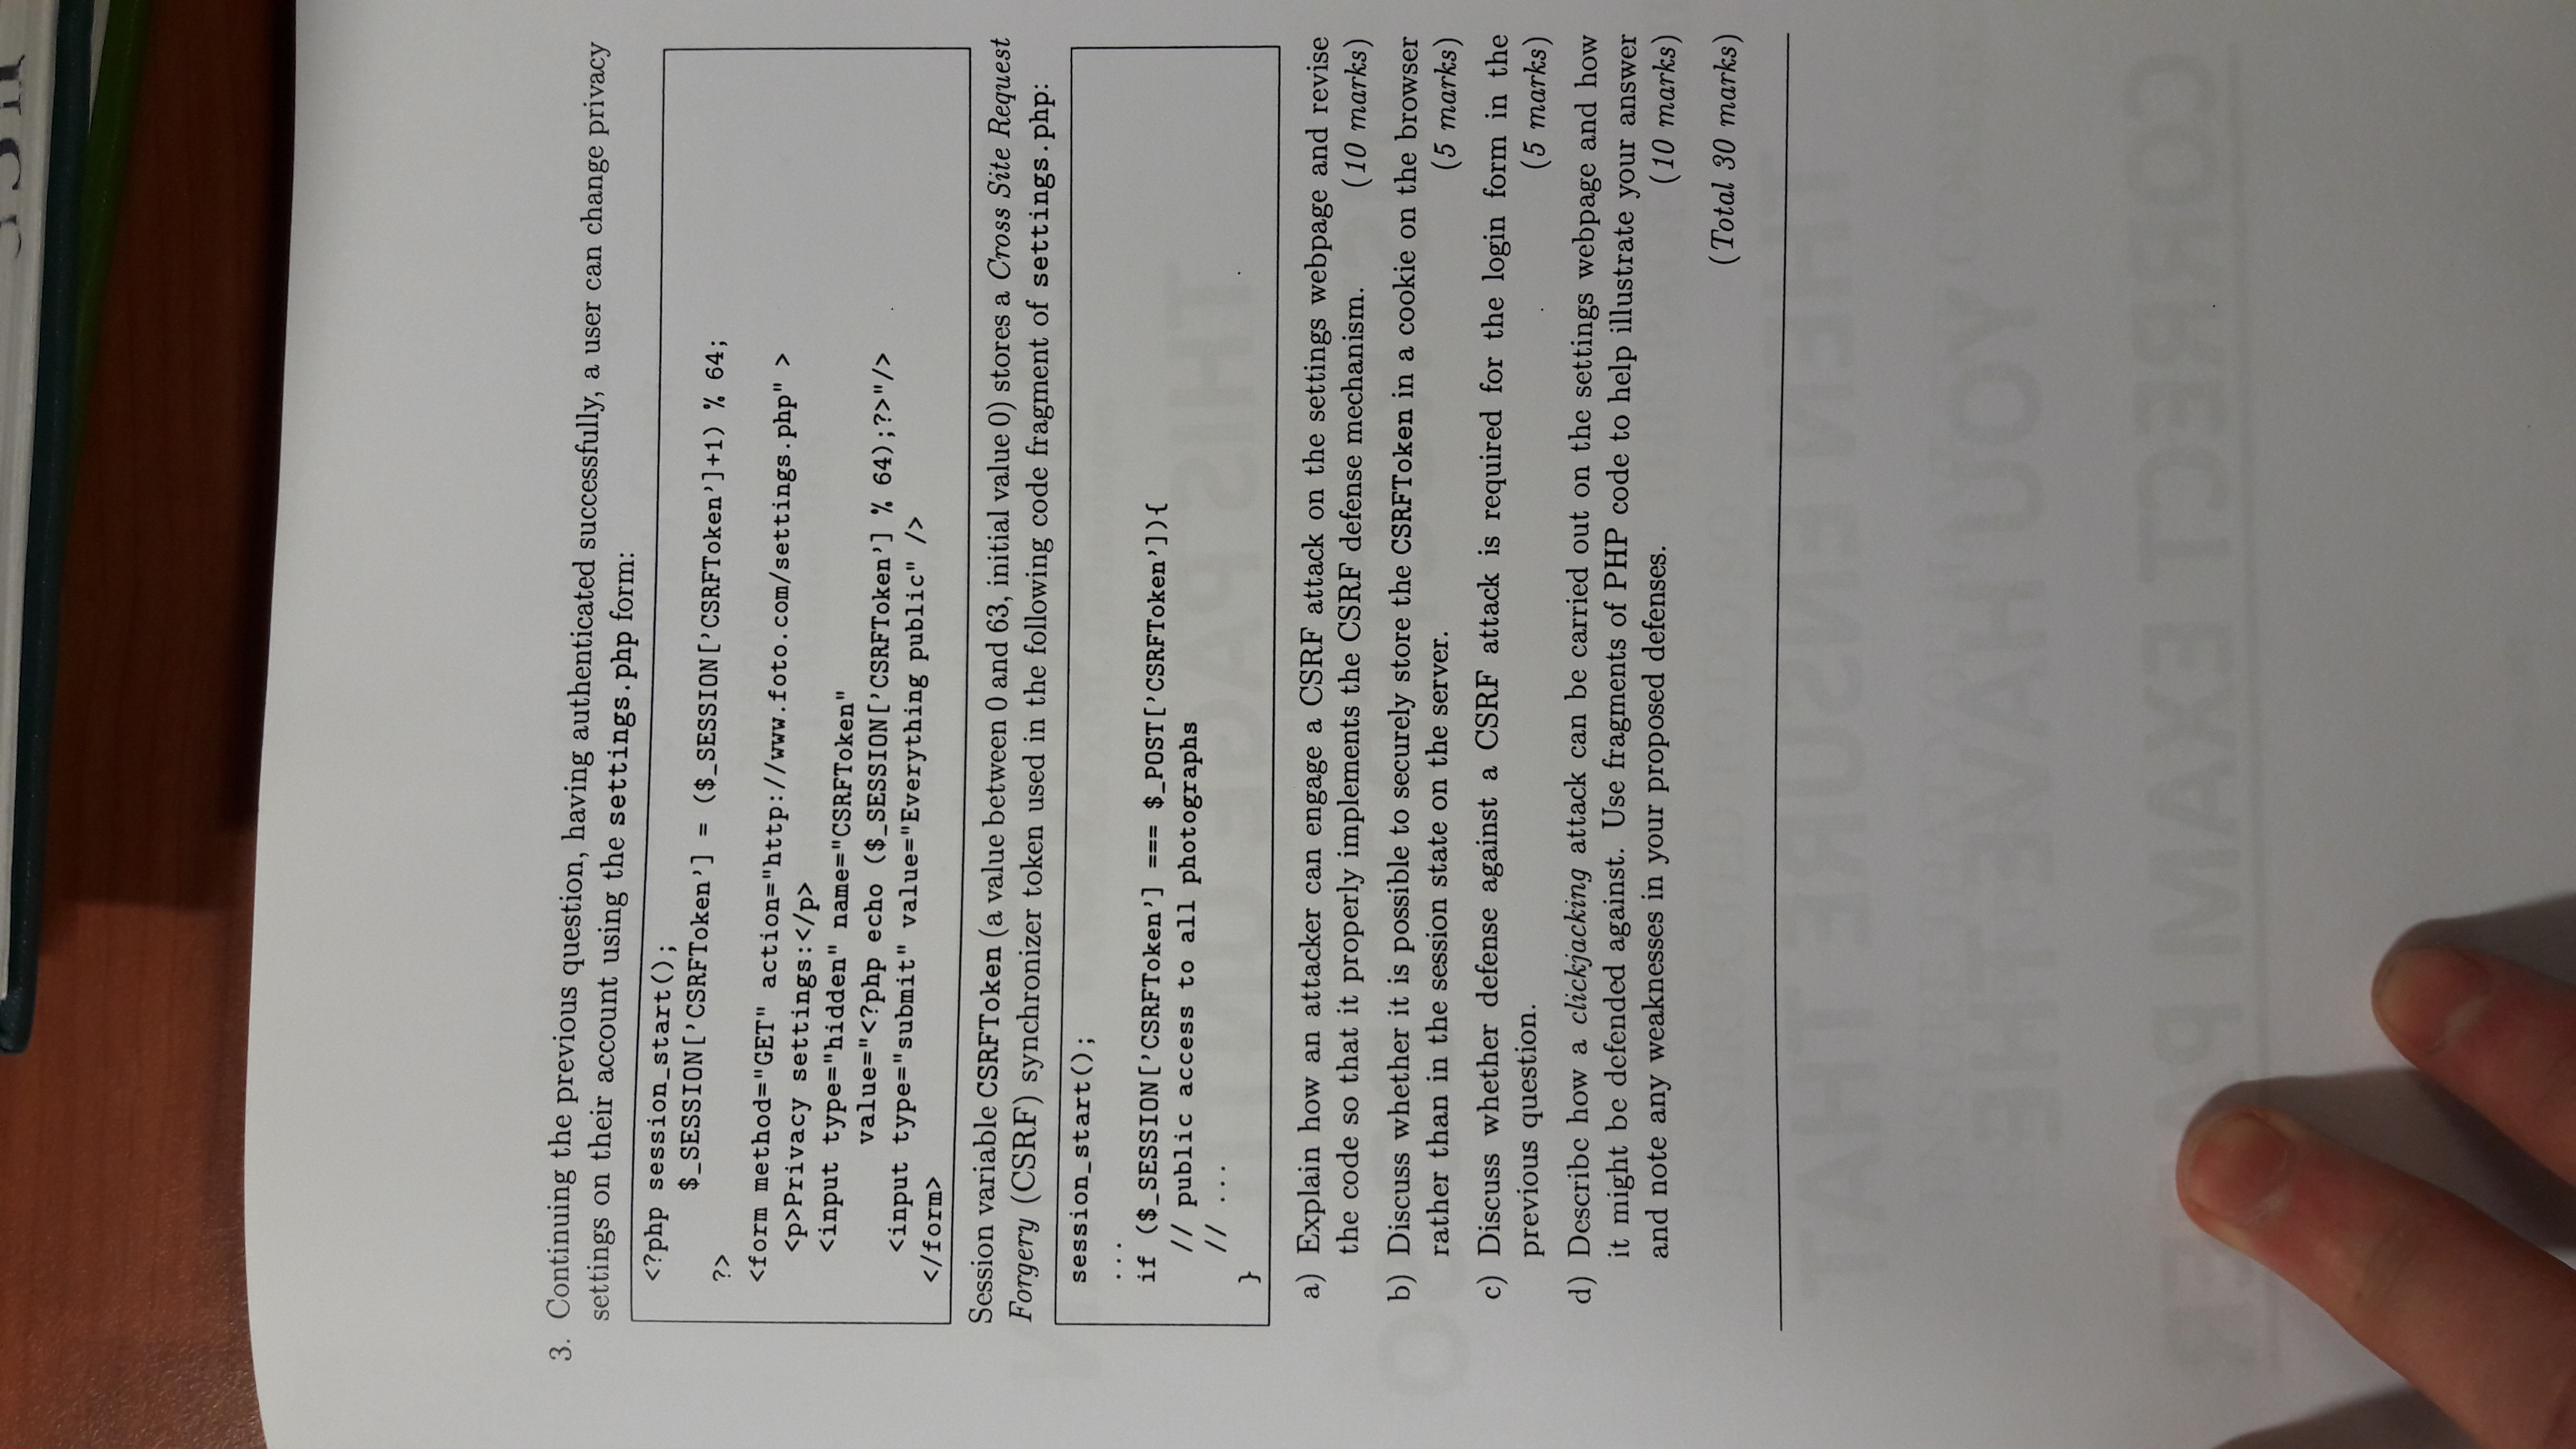 3. Continuing the previous question, having authenticated successfully, a user can change privacy
settings on their account using the settings.php form:
<?php session_start();
$_SESSION['CSRFToken'] = ($_SESSION['CSRFToken']+1) % 64;
?>
<form method="GET" action="http://www.foto.com/settings.php" >
<p>Privacy settings:</p>
<input type="hidden" name="CSRFToken"
value="<?php echo ($_SESSION['CSRFToken'] % 64);?>"/>
<input type="submit" value="Everything public" />
</form>
Session variable CSRFToken (a value between 0 and 63, initial value 0) stores a Cross Site Request
Forgery (CSRF) synchronizer token used in the following code fragment of settings.php:
session_start();
...
if ($_SESSION['CSRFToken'] === $_POST['CSRFToken']){
// public access to all photographs
// ...
}
a) Explain how an attacker can engage a CSRF attack on the settings webpage and revise
the code so that it properly implements the CSRF defense mechanism. (10 marks)
b) Discuss whether it is possible to securely store the CSRFToken in a cookie on the browser
rather than in the session state on the server. (5 marks)
c) Discuss whether defense against a CSRF attack is required for the login form in the
previous question. (5 marks)
d) Describe how a clickjacking attack can be carried out on the settings webpage and how
it might be defended against. Use fragments of PHP code to help illustrate your answer
and note any weaknesses in your proposed defenses. (10 marks)
(Total 30 marks)
THEN ENSURE THAT
YOU HAVE THE
CORRECT EXAM PAPER